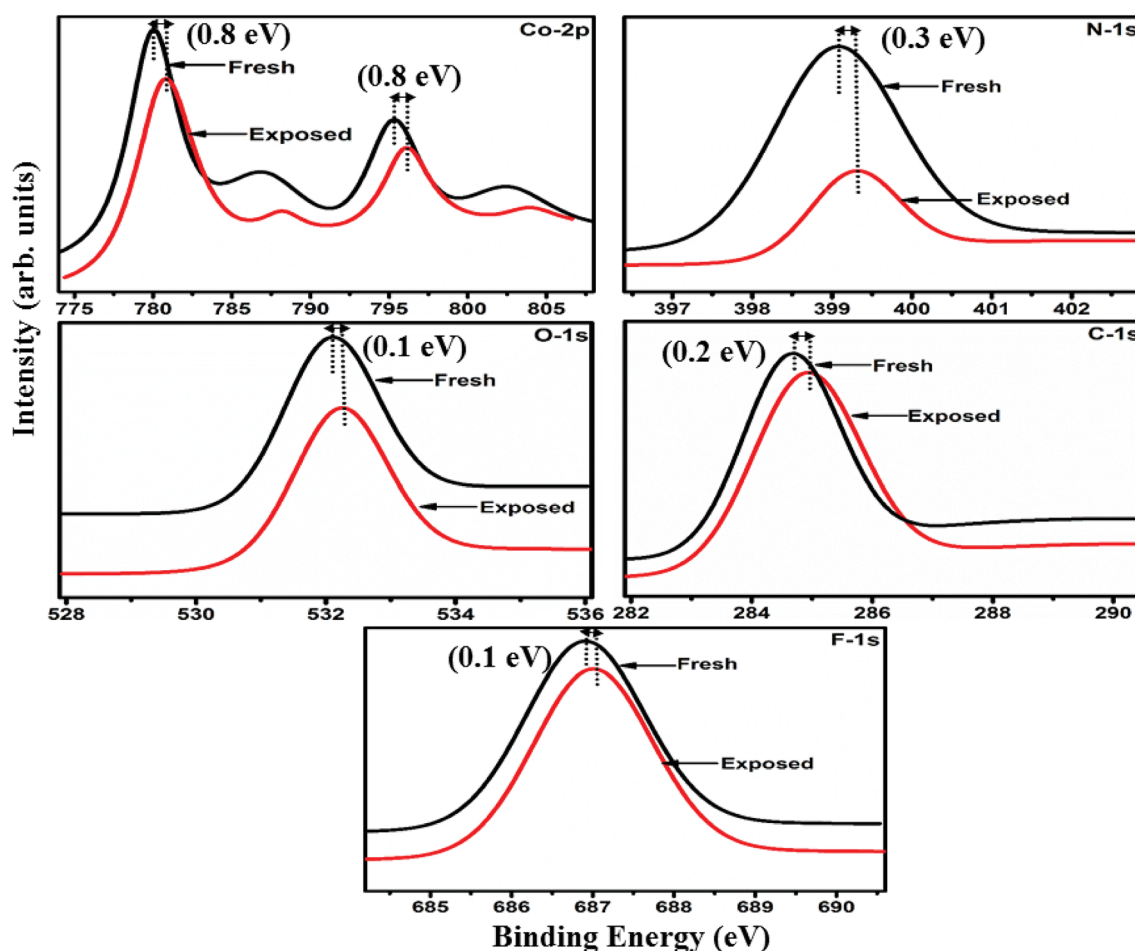 Intensity (arb. units)
Co-2p
(0.8 eV)
Fresh
(0.8 eV)
Exposed
775 780 785 790 795 800 805
N-1s
(0.3 eV)
Fresh
Exposed
397 398 399 400 401 402
O-1s
(0.1 eV)
Fresh
Exposed
528 530 532 534 536
C-1s
(0.2 eV)
Fresh
Exposed
282 284 286 288 290
F-1s
(0.1 eV)
Fresh
Exposed
685 686 687 688 689 690
Binding Energy (eV)